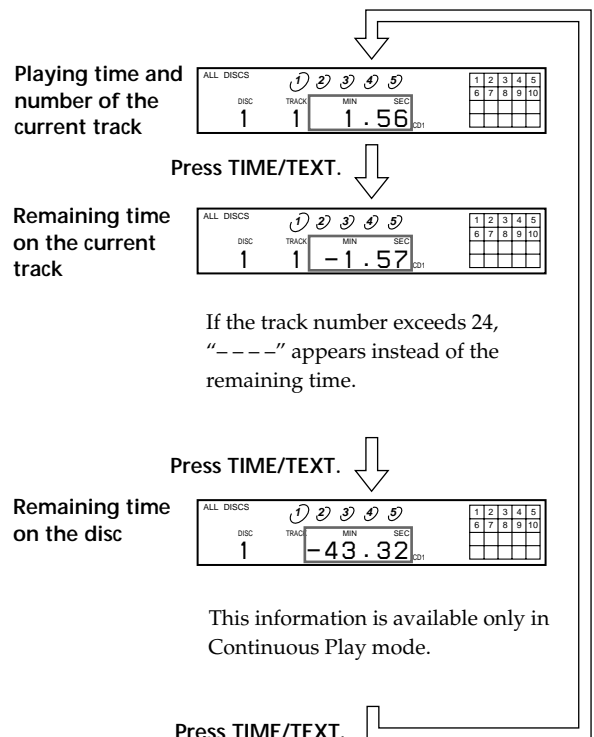 Playing time and
number of the
current track
ALL DISCS
1 2 3 4 5
DISC TRACK MIN SEC
1 1 1.56 CD1
1 2 3 4 5
6 7 8 9 10
Press TIME/TEXT.
Remaining time
on the current
track
ALL DISCS
1 2 3 4 5
DISC TRACK MIN SEC
1 1 –1.57 CD1
1 2 3 4 5
6 7 8 9 10
If the track number exceeds 24,
“– – – –” appears instead of the
remaining time.
Press TIME/TEXT.
Remaining time
on the disc
ALL DISCS
1 2 3 4 5
DISC TRACK MIN SEC
1 –43.32 CD1
1 2 3 4 5
6 7 8 9 10
This information is available only in
Continuous Play mode.
Press TIME/TEXT.